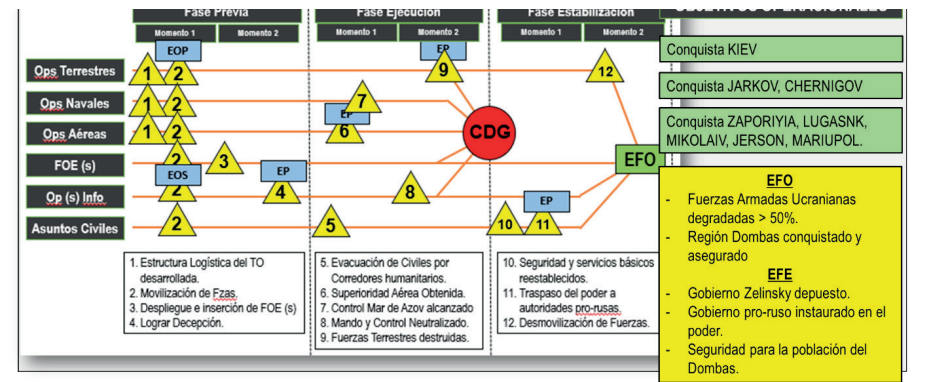 Fase Previa
Fase Ejecución
Fase Estabilización
OBJETIVOS OPERACIONALES
Momento 1
Momento 2
Momento 1
Momento 2
Momento 1
Momento 2
Conquista KIEV
Conquista JARKOV, CHERNIGOV
Conquista ZAPORIYIA, LUGASNK,
MIKOLAIV, JERSON, MARIUPOL.
EOP
EP
Ops Terrestres
1
2
9
12
Ops Navales
1
2
7
EP
Ops Aéreas
1
2
6
CDG
FOE (s)
2
3
EFO
EOS
EP
Op (s) Info
2
4
8
EP
Asuntos Civiles
2
5
10
11
1. Estructura Logística del TO
desarrollada.
2. Movilización de Fzas.
3. Despliegue e inserción de FOE (s)
4. Lograr Decepción.
5. Evacuación de Civiles por
Corredores humanitarios.
6. Superioridad Aérea Obtenida.
7. Control Mar de Azov alcanzado
8. Mando y Control Neutralizado.
9. Fuerzas Terrestres destruidas.
10. Seguridad y servicios básicos
reestablecidos.
11. Traspaso del poder a
autoridades pro-rusas.
12. Desmovilización de Fuerzas.
EFO
- Fuerzas Armadas Ucranianas
degradadas > 50%.
- Región Dombas conquistado y
asegurado
EFE
- Gobierno Zelinsky depuesto.
- Gobierno pro-ruso instaurado en el
poder.
- Seguridad para la población del
Dombas.